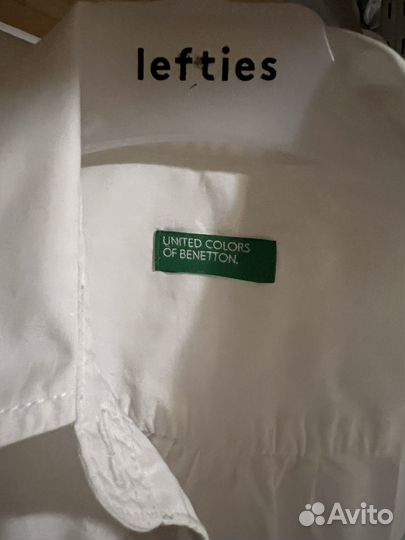 lefties
UNITED COLORS
OF BENETTON.
Avito